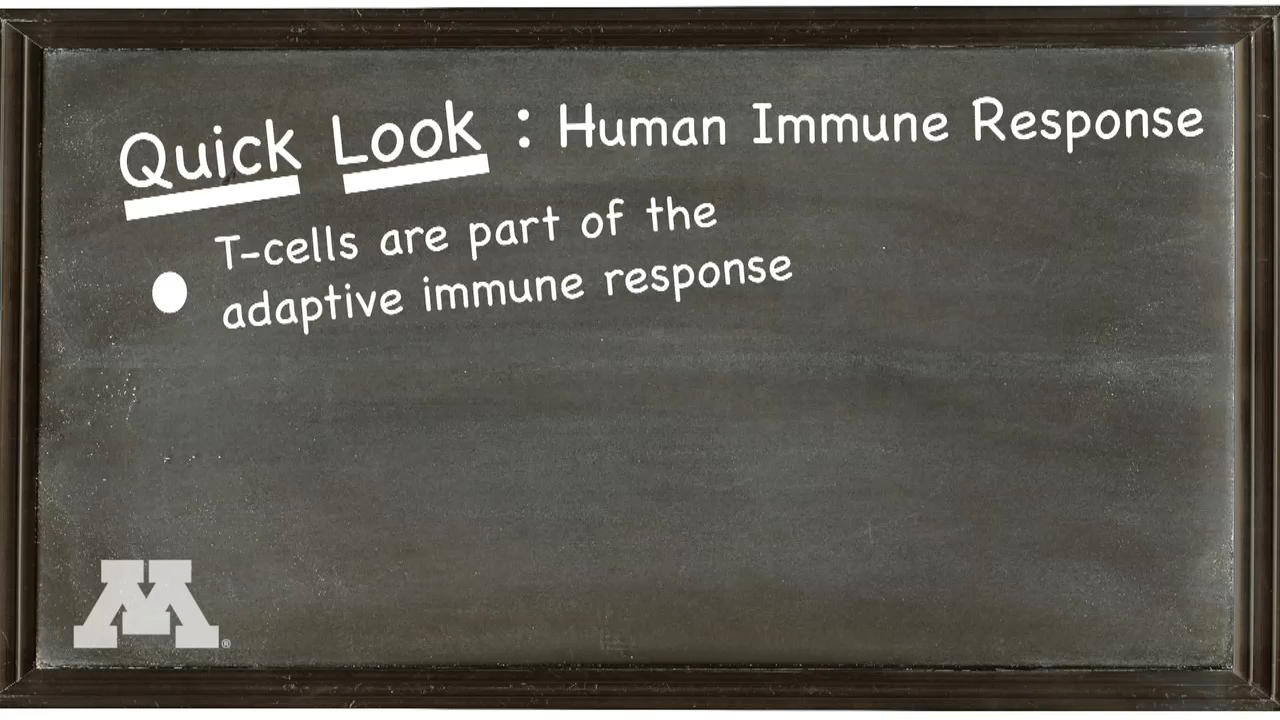 Quick Look : Human Immune Response
T-cells are part of the
adaptive immune response
M®